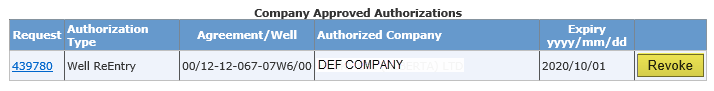 Company Approved Authorizations
Request Authorization Type Agreement/Well Authorized Company Expiry yyyy/mm/dd
439780 Well ReEntry 00/12-12-067-07W6/00 DEF COMPANY 2020/10/01 Revoke